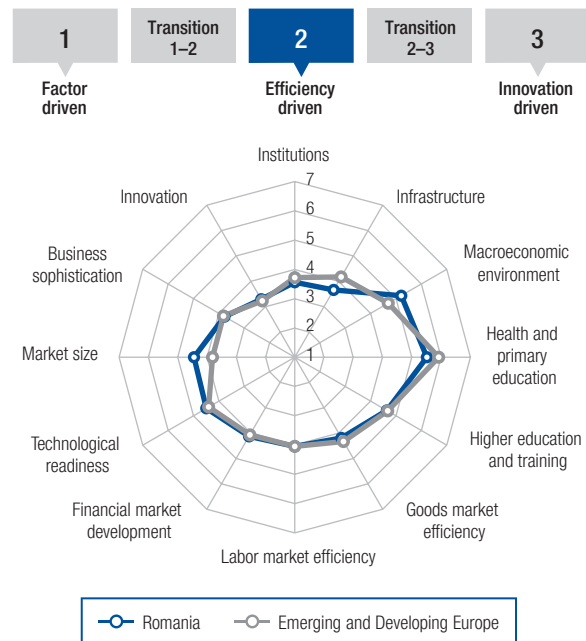 1
Transition
1–2
2
Transition
2–3
3
Factor
driven
Efficiency
driven
Innovation
driven
Institutions
7
Innovation
Infrastructure
6
5
Business
sophistication
Macroeconomic
environment
4
3
2
Market size
1
Health and
primary
education
Technological
readiness
Higher education
and training
Financial market
development
Goods market
efficiency
Labor market efficiency
Romania
Emerging and Developing Europe